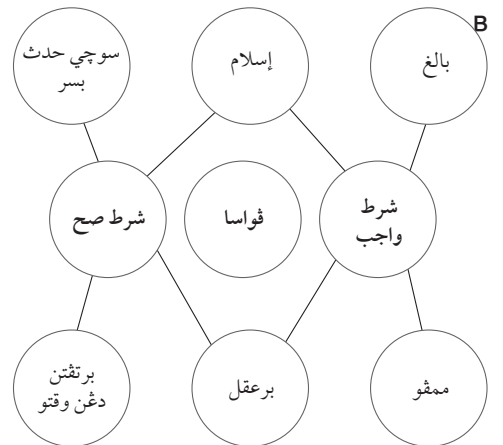 B
بالغ
إسلام
سوچي حدث
بسر
شرط
واجب
ڤواسا
شرط صح
ممڤو
برعقل
برتڤتن
دڠن وقتو